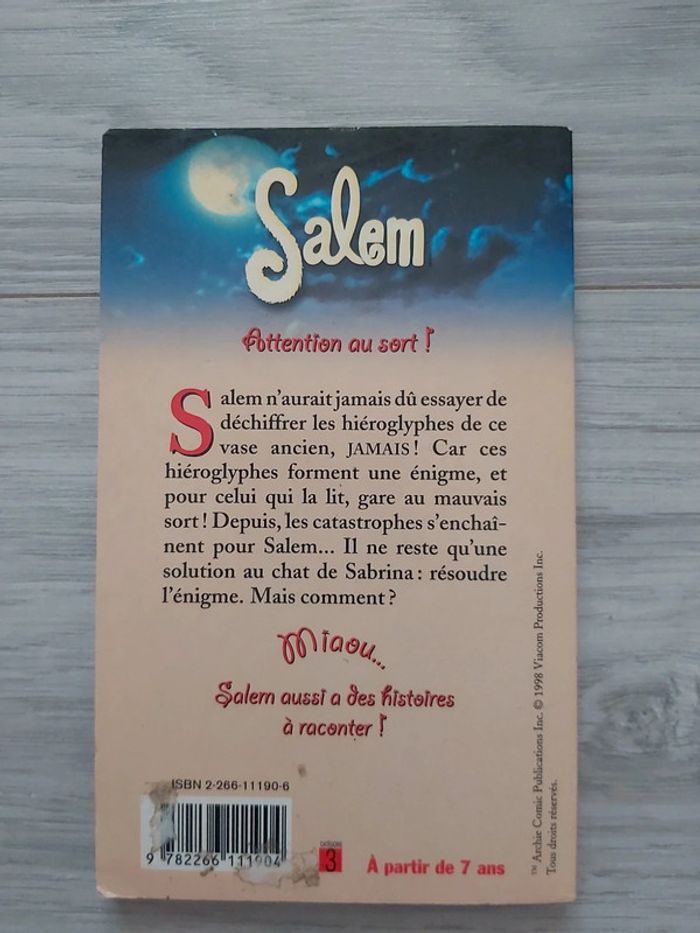 Salem
Attention au sort !
Salem n'aurait jamais dû essayer de
déchiffrer les hiéroglyphes de ce
vase ancien, JAMAIS ! Car ces
hiéroglyphes forment une énigme, et
pour celui qui la lit, gare au mauvais
sort ! Depuis, les catastrophes s'enchaî-
nent pour Salem... Il ne reste qu'une
solution au chat de Sabrina : résoudre
l'énigme. Mais comment ?
Miaou...
Salem aussi a des histoires
à raconter !
ISBN 2-266-11190-6
9 782266 111904
3
À partir de 7 ans
™ Archie Comic Publications Inc. © 1998 Viacom Productions Inc.
Tous droits réservés.